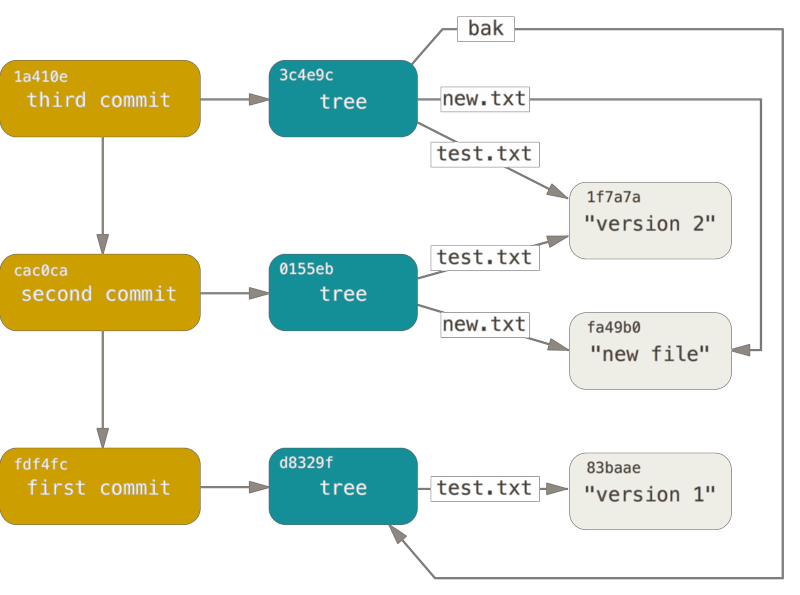 bak
1a410e
third commit
3c4e9c
tree
new.txt
test.txt
1f7a7a
"version 2"
cac0ca
second commit
0155eb
tree
test.txt
new.txt
fa49b0
"new file"
fdf4fc
first commit
d8329f
tree
test.txt
83baae
"version 1"